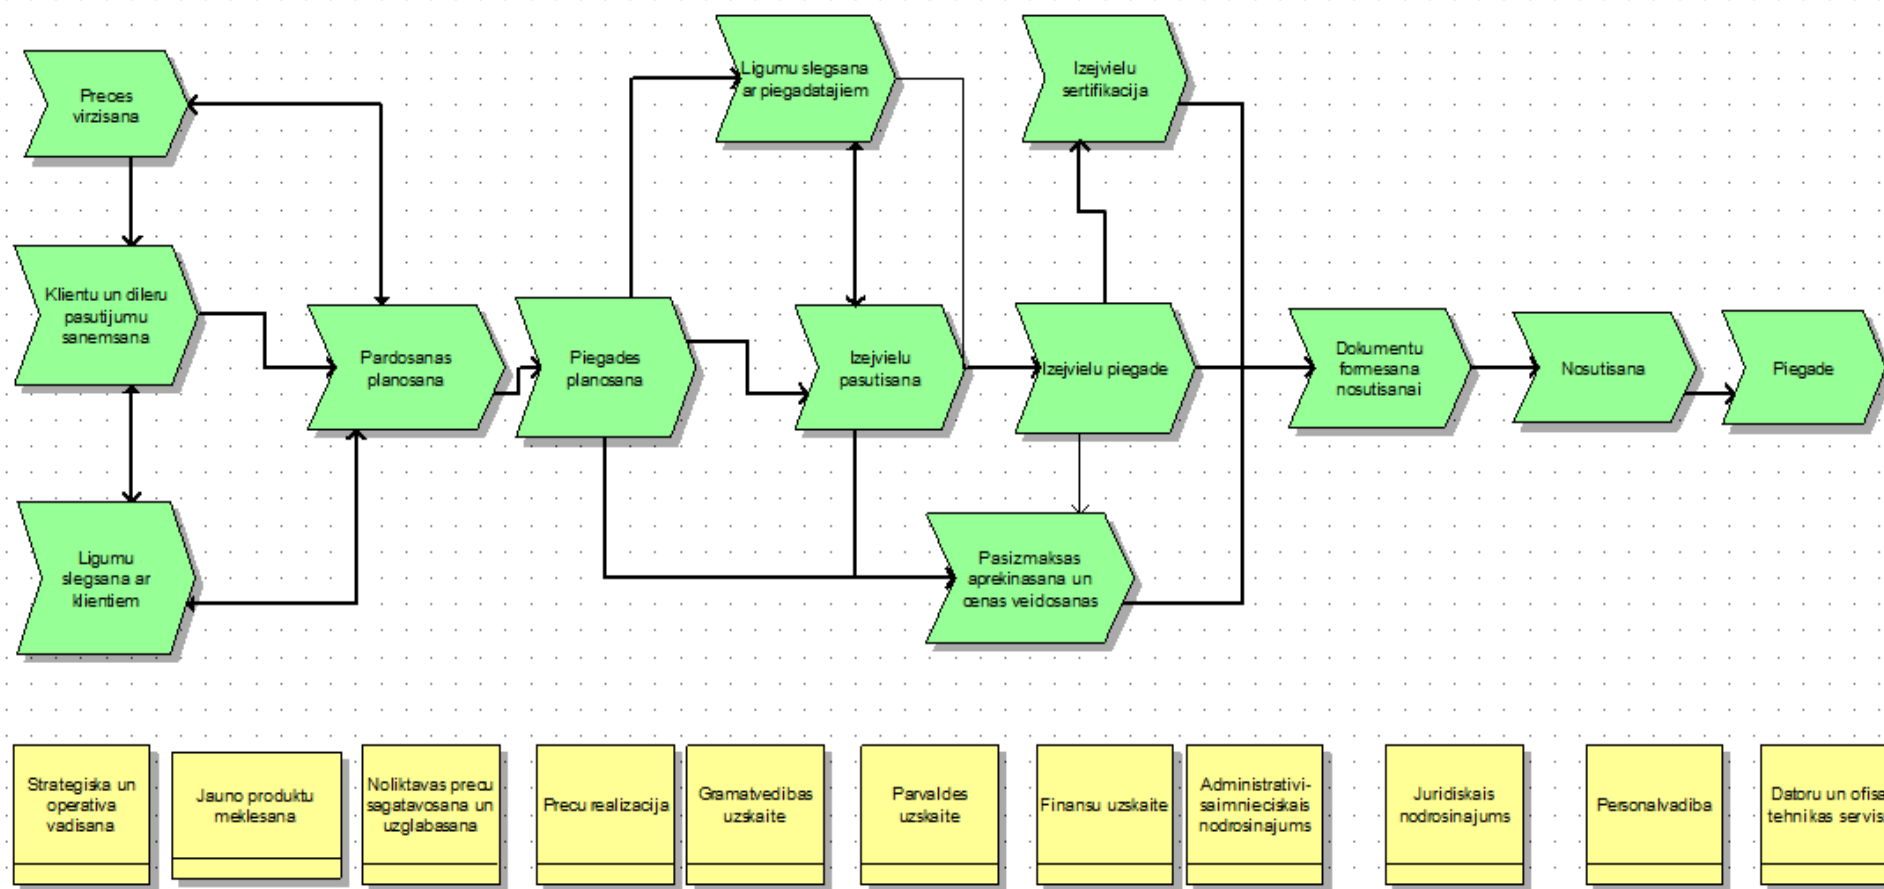 Preces
virzisana
Klientu un dileru
pasutijumu
sanemsana
Ligumu
slegsana ar
klientiem
Pardosanas
planosana
Piegades
planosana
Ligumu slegsana
ar piegadatajiem
Izejvielu
pasutisana
Izejvielu
sertifikacija
Izejvielu piegade
Pasizmaksas
aprekinasana un
cenas veidosanas
Dokumentu
formesana
nosutisanai
Nosutisana
Piegade
Strategiska un
operativa
vadisana
Jauno produktu
meklesana
Noliktavas precu
sagatavosana un
uzglabasana
Precu realizacija
Gramatvedibas
uzskaite
Parvaldes
uzskaite
Finansu uzskaite
Administrativi-
saimnieciskais
nodrosinajums
Juridiskais
nodrosinajums
Personalvadiba
Datoru un ofisa
tehnikas servis